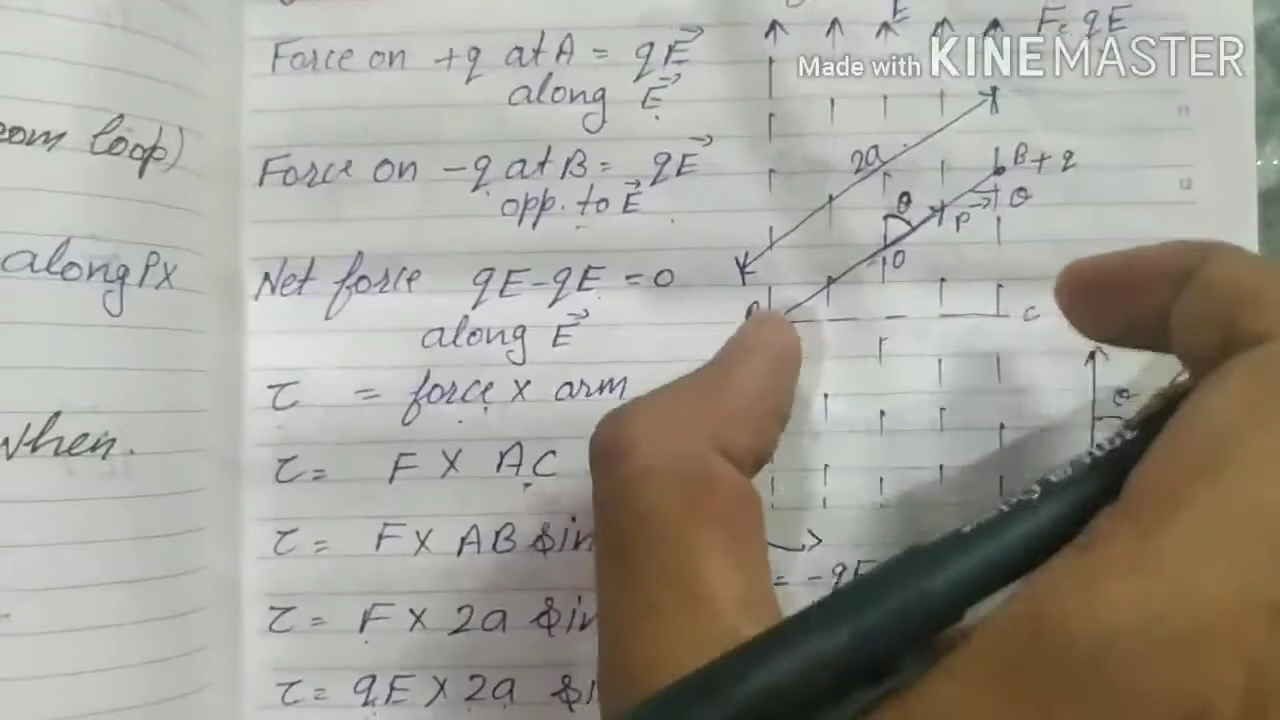 Force on +q at A = qE⃗
along E⃗
Force on -q at B = qE⃗
opp. to E⃗
Net force qE-qE = 0
along E⃗
τ = force x arm
τ = F X AC
τ = F X AB Sin
τ = F X 2a Sin
τ = qE X 2a
loop)
along PX
When.
E
F = qE
Made with KINEMASTER
2a
B+q
θ
P⃗
θ
O
C
θ
= -qE